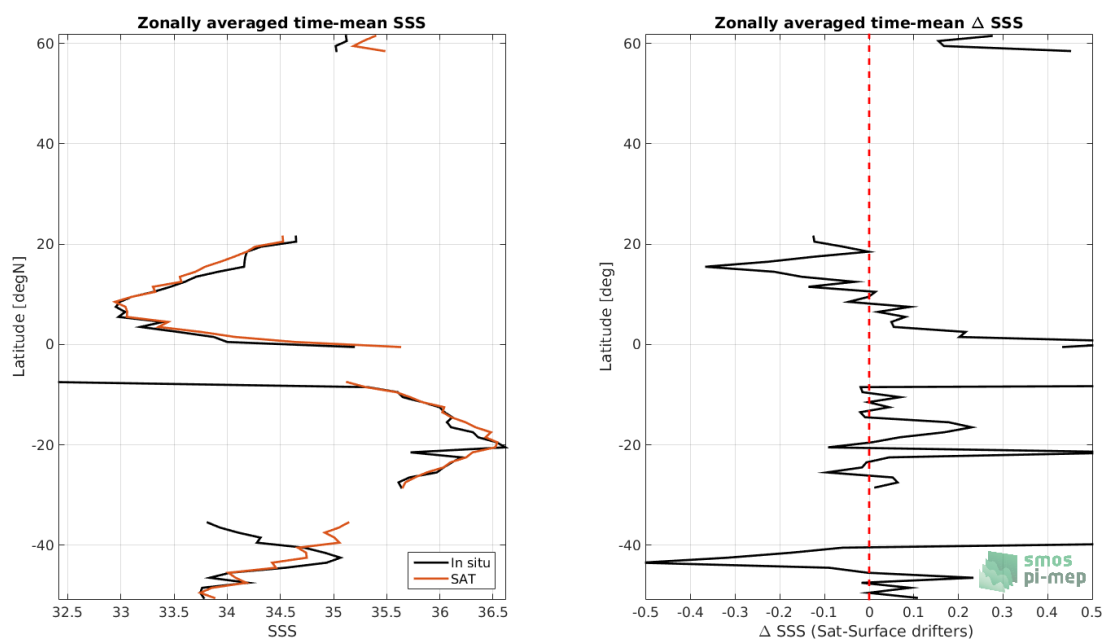 Zonally averaged time-mean SSS
60
40
20
0
-20
-40
Latitude [degN]
32.5 33 33.5 34 34.5 35 35.5 36 36.5
SSS
In situ
SAT
Zonally averaged time-mean Δ SSS
60
40
20
0
-20
-40
Latitude [deg]
-0.5 -0.4 -0.3 -0.2 -0.1 0 0.1 0.2 0.3 0.4 0.5
Δ SSS (Sat-Surface drifters)
smos
pi-mep